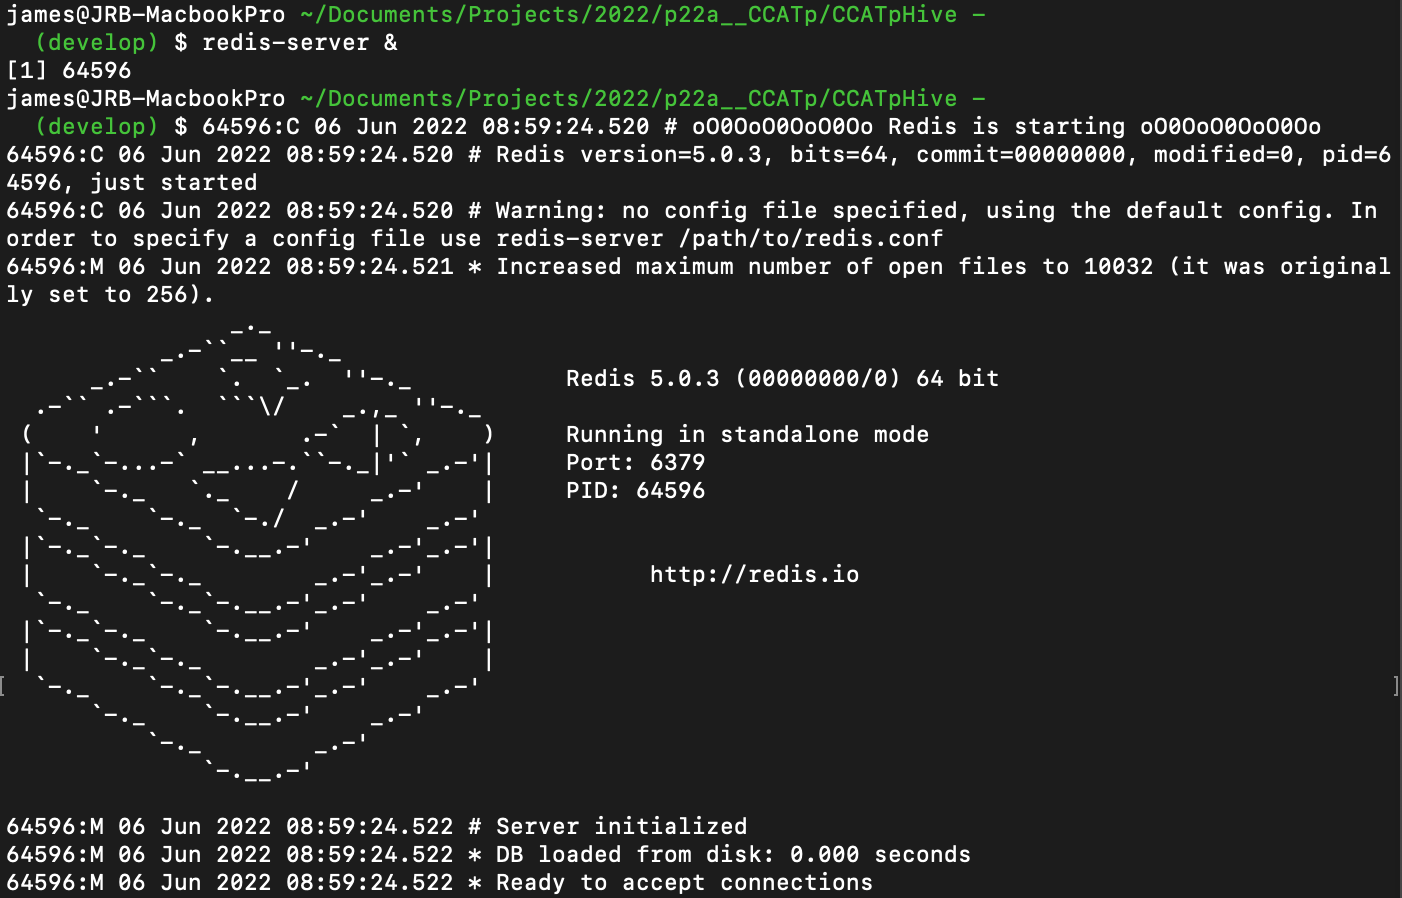 james@JRB-MacbookPro ~/Documents/Projects/2022/p22a__CCATp/CCATpHive –
  (develop) $ redis-server &
[1] 64596
james@JRB-MacbookPro ~/Documents/Projects/2022/p22a__CCATp/CCATpHive –
  (develop) $ 64596:C 06 Jun 2022 08:59:24.520 # oO0OoO0OoO0Oo Redis is starting oO0OoO0OoO0Oo
64596:C 06 Jun 2022 08:59:24.520 # Redis version=5.0.3, bits=64, commit=00000000, modified=0, pid=6
4596, just started
64596:C 06 Jun 2022 08:59:24.520 # Warning: no config file specified, using the default config. In
order to specify a config file use redis-server /path/to/redis.conf
64596:M 06 Jun 2022 08:59:24.521 * Increased maximum number of open files to 10032 (it was original
ly set to 256).
Redis 5.0.3 (00000000/0) 64 bit
Running in standalone mode
Port: 6379
PID: 64596
http://redis.io
64596:M 06 Jun 2022 08:59:24.522 # Server initialized
64596:M 06 Jun 2022 08:59:24.522 * DB loaded from disk: 0.000 seconds
64596:M 06 Jun 2022 08:59:24.522 * Ready to accept connections